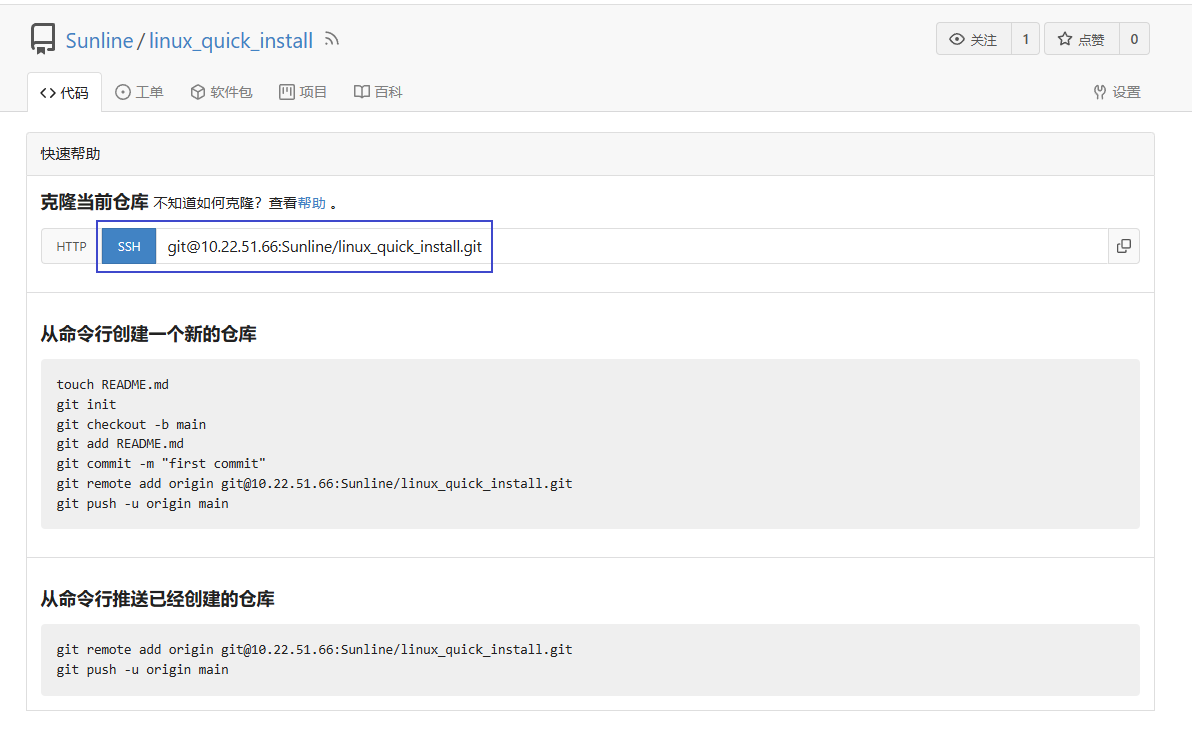 Sunline/linux_quick_install
关注 1 点赞 0
代码 工单 软件包 项目 百科 设置
快速帮助
克隆当前仓库 不知道如何克隆？查看帮助 。
HTTP SSH git@10.22.51.66:Sunline/linux_quick_install.git
从命令行创建一个新的仓库
touch README.md
git init
git checkout -b main
git add README.md
git commit -m "first commit"
git remote add origin git@10.22.51.66:Sunline/linux_quick_install.git
git push -u origin main
从命令行推送已经创建的仓库
git remote add origin git@10.22.51.66:Sunline/linux_quick_install.git
git push -u origin main